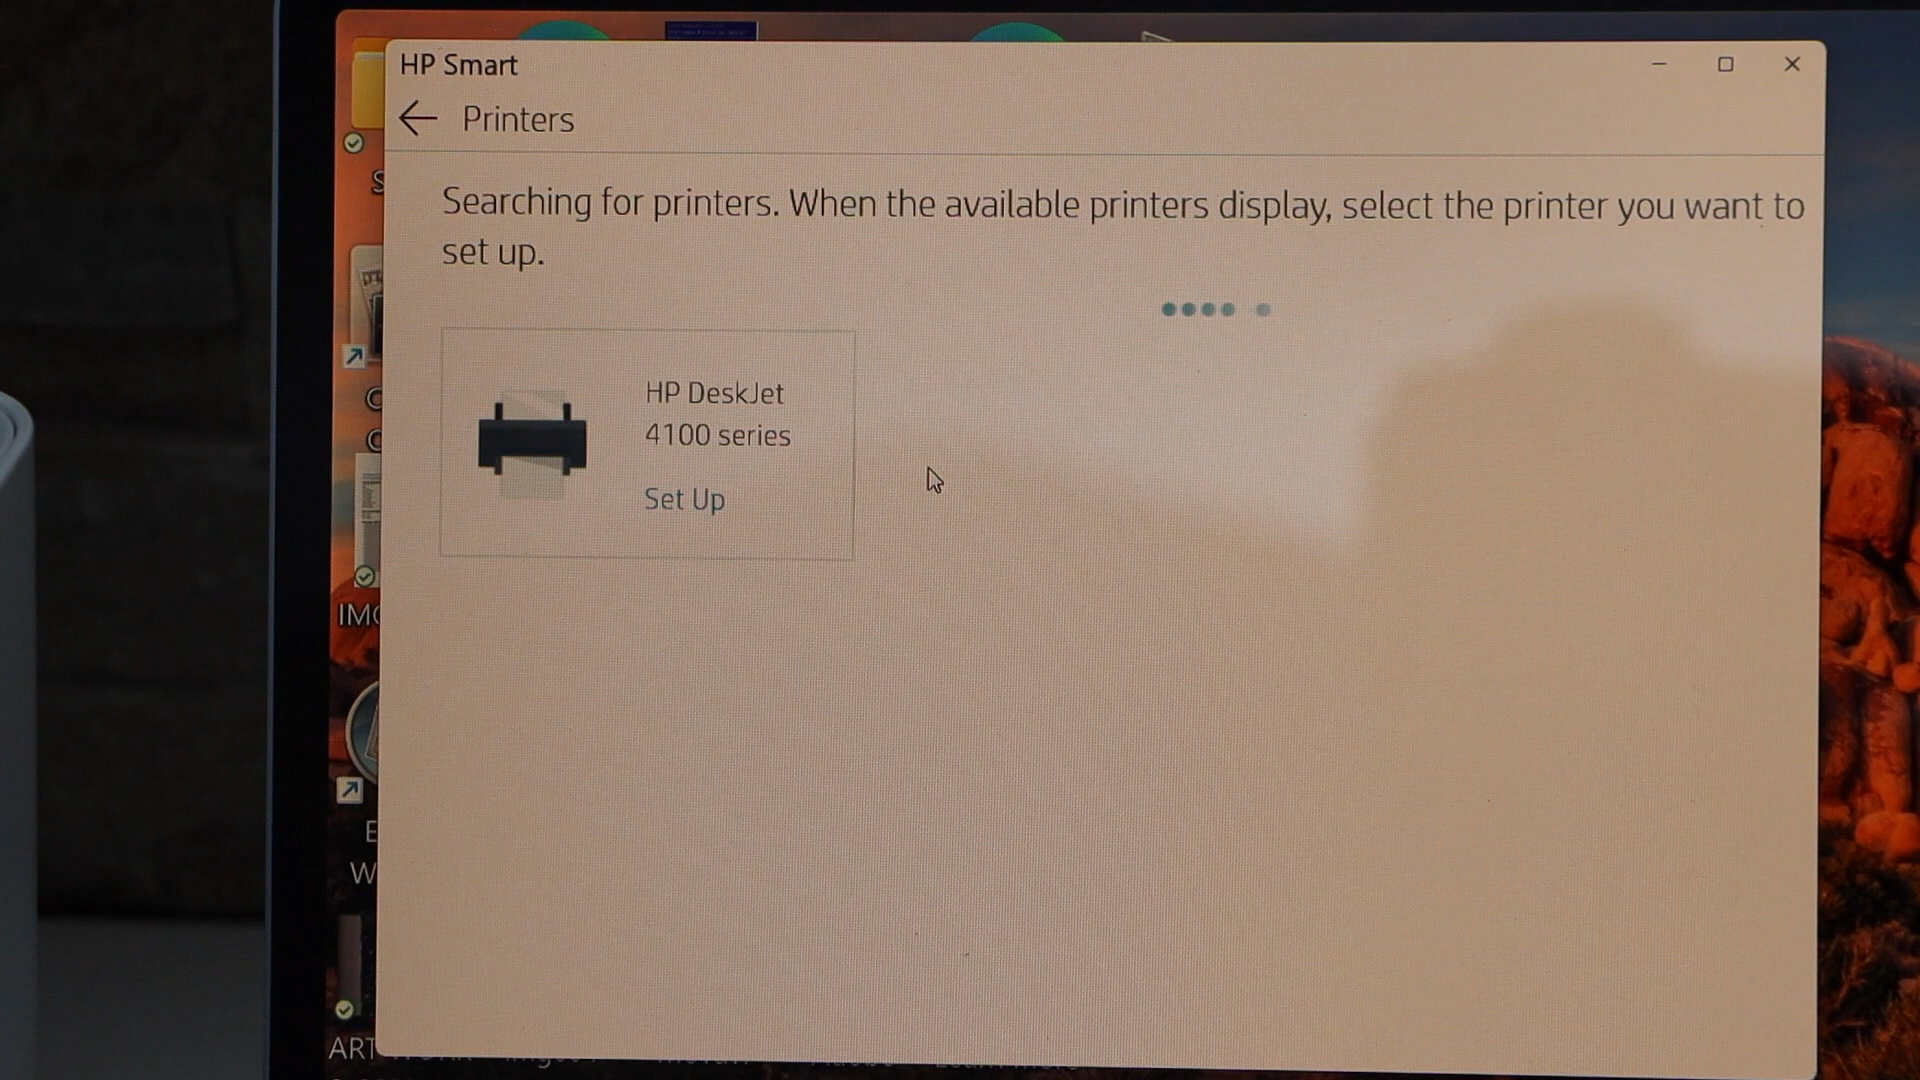 HP Smart
Printers
Searching for printers. When the available printers display, select the printer you want to
set up.
HP DeskJet
4100 series
Set Up
IMG
E
W
ART